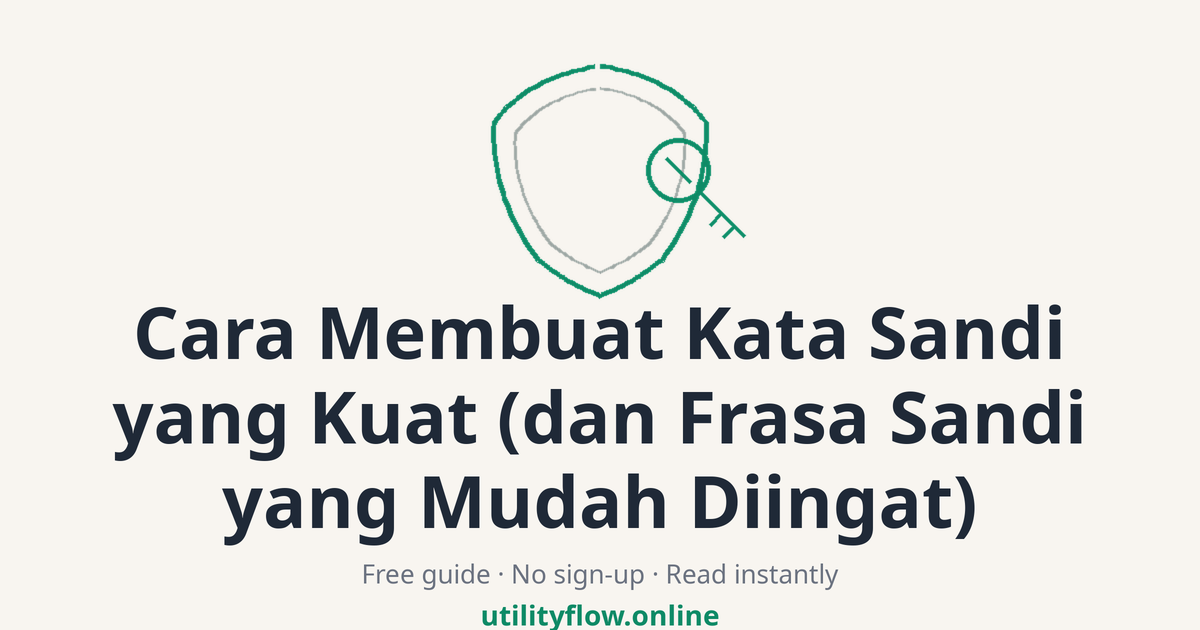 Cara Membuat Kata Sandi
yang Kuat (dan Frasa Sandi
yang Mudah Diingat)
Free guide · No sign-up · Read instantly
utilityflow.online